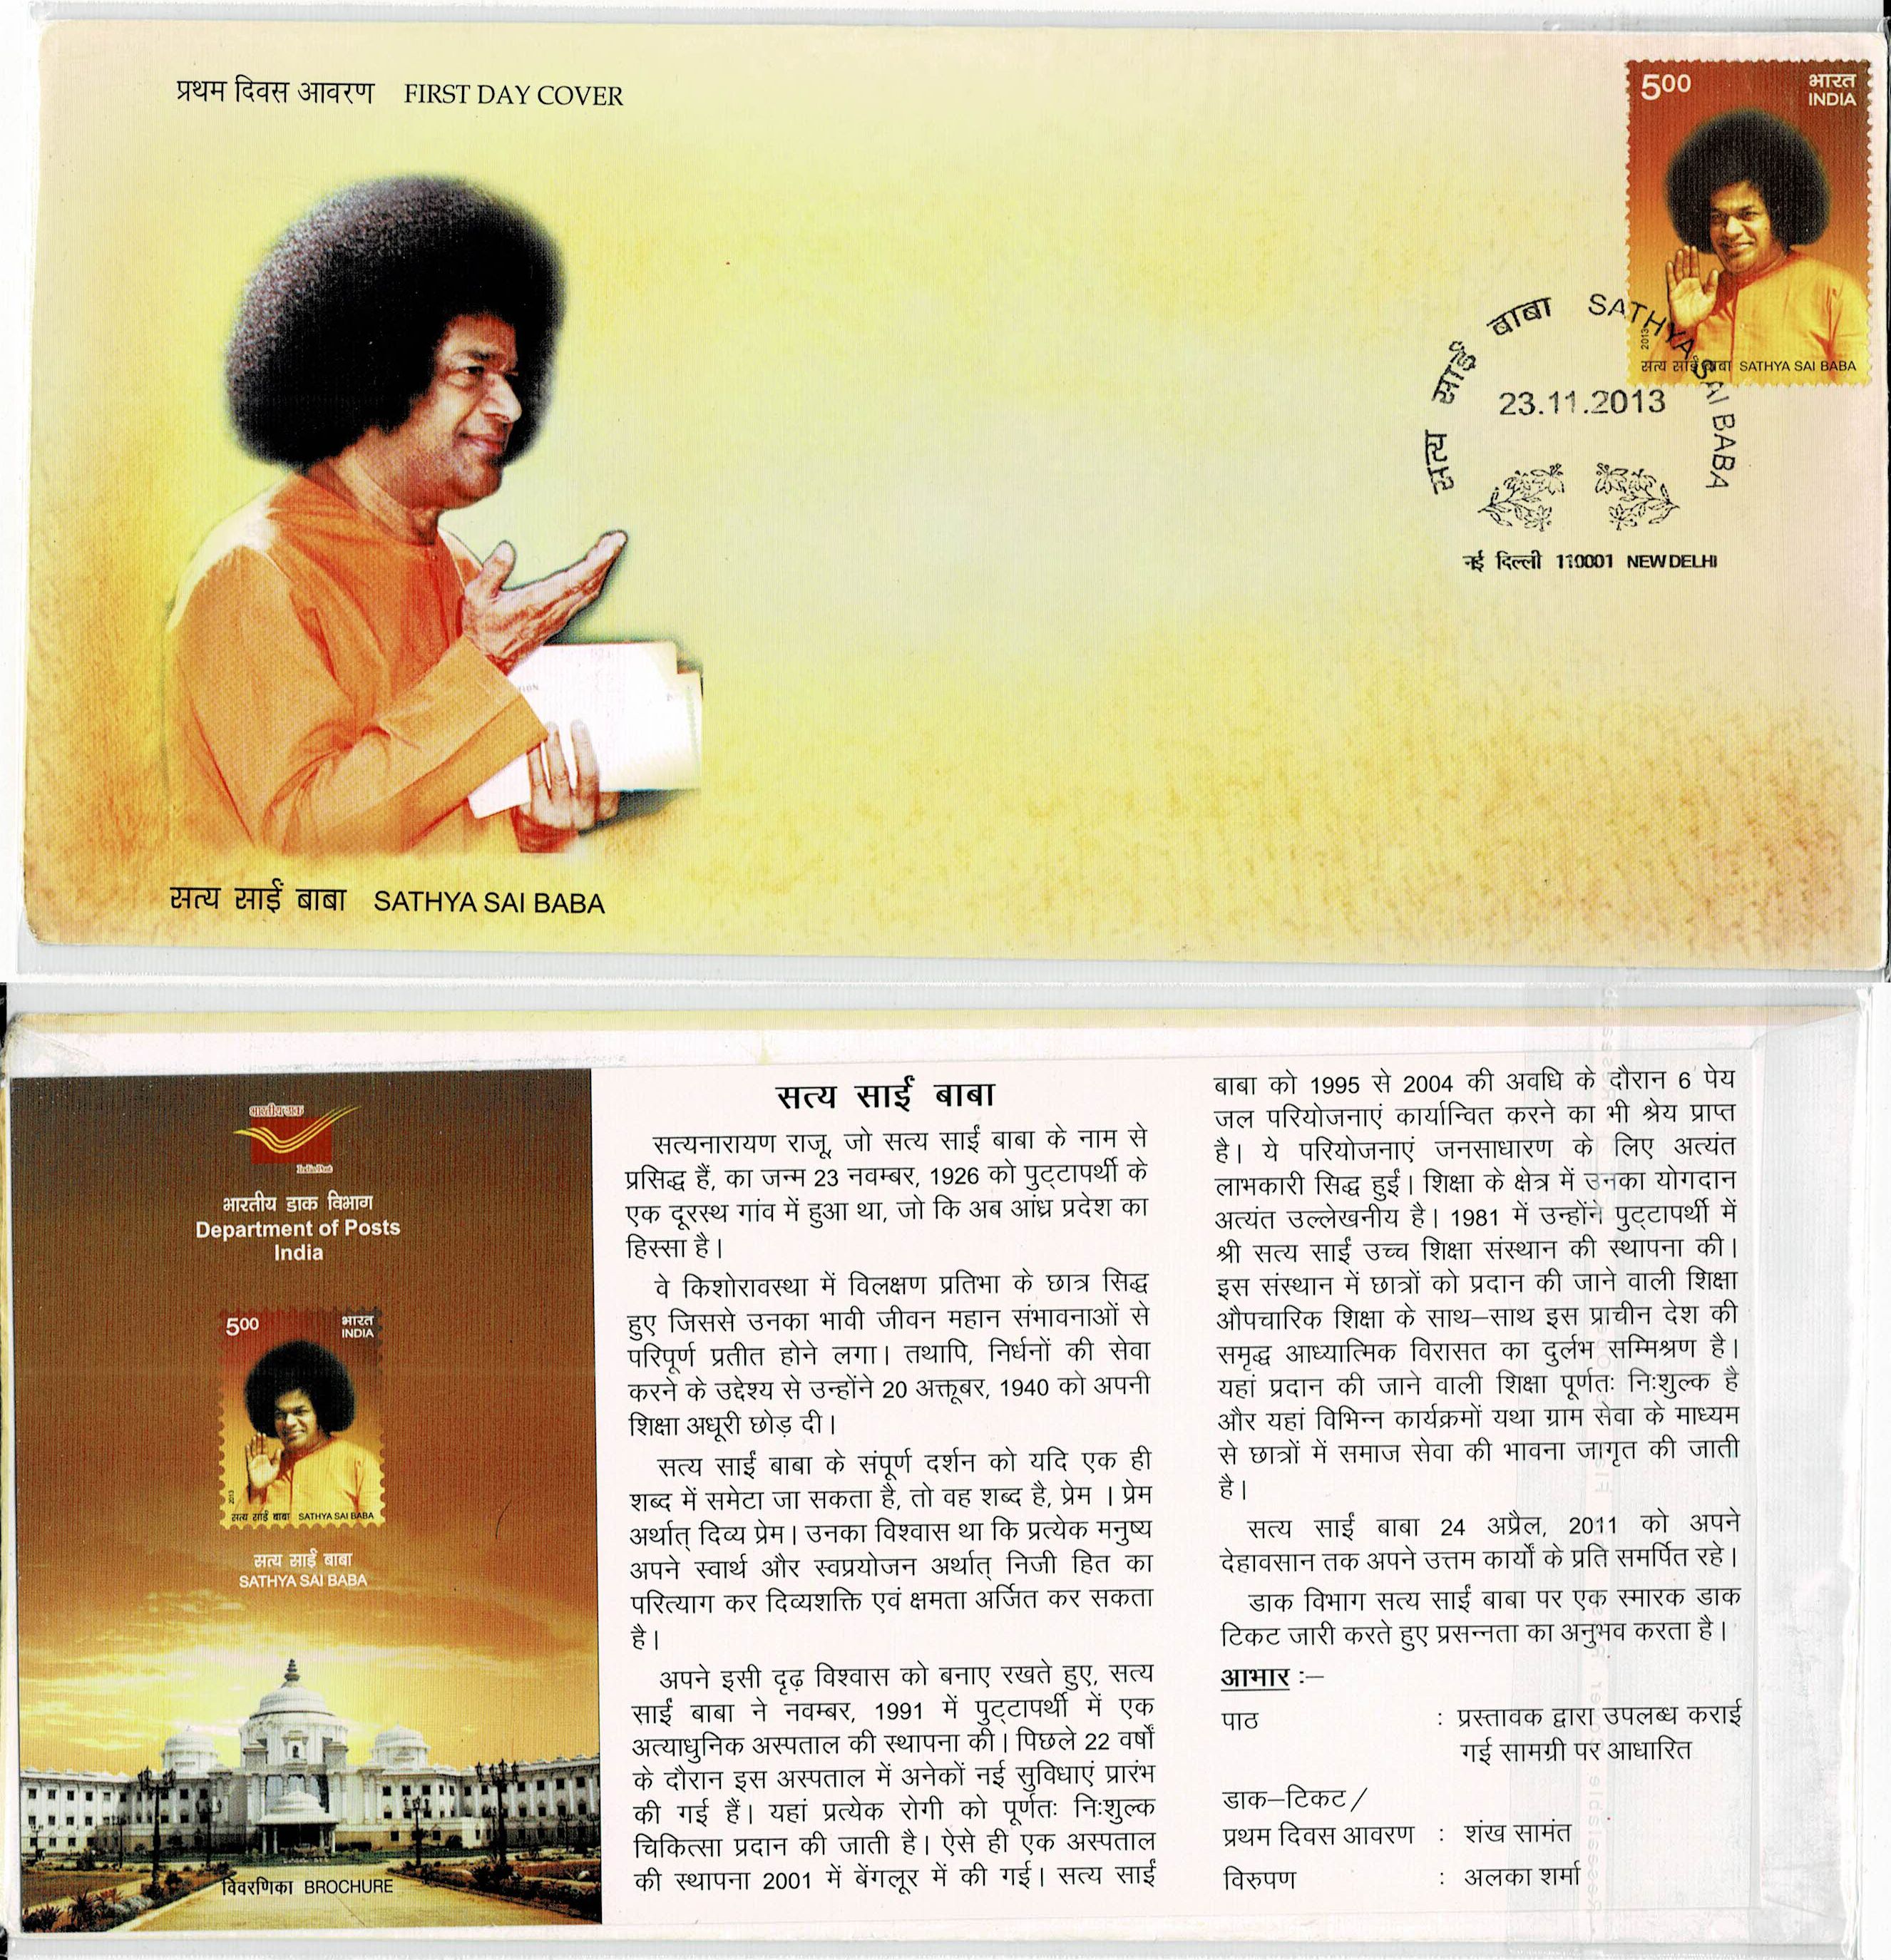 प्रथम दिवस आवरण FIRST DAY COVER
500 भारत
INDIA
2013
सत्य साईं बाबा SATHYA SAI BABA
सत्य साईं बाबा SATHYA SAI BABA
23.11.2013
नई दिल्ली 110001 NEW DELHI
सत्य साईं बाबा SATHYA SAI BABA
भारतीय डाक
India Post
भारतीय डाक विभाग
Department of Posts
India
500 भारत
INDIA
2013
सत्य साईं बाबा SATHYA SAI BABA
सत्य साईं बाबा
SATHYA SAI BABA
विवरणिका BROCHURE
सत्य साईं बाबा
सत्यनारायण राजू, जो सत्य साईं बाबा के नाम से
प्रसिद्ध हैं, का जन्म 23 नवम्बर, 1926 को पुट्टापर्थी के
एक दूरस्थ गांव में हुआ था, जो कि अब आंध्र प्रदेश का
हिस्सा है।
वे किशोरावस्था में विलक्षण प्रतिभा के छात्र सिद्ध
हुए जिससे उनका भावी जीवन महान संभावनाओं से
परिपूर्ण प्रतीत होने लगा। तथापि, निर्धनों की सेवा
करने के उद्देश्य से उन्होंने 20 अक्तूबर, 1940 को अपनी
शिक्षा अधूरी छोड़ दी।
सत्य साईं बाबा के संपूर्ण दर्शन को यदि एक ही
शब्द में समेटा जा सकता है, तो वह शब्द है, प्रेम । प्रेम
अर्थात् दिव्य प्रेम। उनका विश्वास था कि प्रत्येक मनुष्य
अपने स्वार्थ और स्वप्रयोजन अर्थात् निजी हित का
परित्याग कर दिव्यशक्ति एवं क्षमता अर्जित कर सकता
है।
अपने इसी दृढ़ विश्वास को बनाए रखते हुए, सत्य
साईं बाबा ने नवम्बर, 1991 में पुट्टापर्थी में एक
अत्याधुनिक अस्पताल की स्थापना की। पिछले 22 वर्षों
के दौरान इस अस्पताल में अनेकों नई सुविधाएं प्रारंभ
की गई हैं। यहां प्रत्येक रोगी को पूर्णतः निःशुल्क
चिकित्सा प्रदान की जाती है। ऐसे ही एक अस्पताल
की स्थापना 2001 में बेंगलूर में की गई। सत्य साईं
बाबा को 1995 से 2004 की अवधि के दौरान 6 पेय
जल परियोजनाएं कार्यान्वित करने का भी श्रेय प्राप्त
है। ये परियोजनाएं जनसाधारण के लिए अत्यंत
लाभकारी सिद्ध हुईं। शिक्षा के क्षेत्र में उनका योगदान
अत्यंत उल्लेखनीय है। 1981 में उन्होंने पुट्टापर्थी में
श्री सत्य साईं उच्च शिक्षा संस्थान की स्थापना की।
इस संस्थान में छात्रों को प्रदान की जाने वाली शिक्षा
औपचारिक शिक्षा के साथ–साथ इस प्राचीन देश की
समृद्ध आध्यात्मिक विरासत का दुर्लभ सम्मिश्रण है।
यहां प्रदान की जाने वाली शिक्षा पूर्णतः निःशुल्क है
और यहां विभिन्न कार्यक्रमों यथा ग्राम सेवा के माध्यम
से छात्रों में समाज सेवा की भावना जागृत की जाती
है।
सत्य साईं बाबा 24 अप्रैल, 2011 को अपने
देहावसान तक अपने उत्तम कार्यों के प्रति समर्पित रहे।
डाक विभाग सत्य साईं बाबा पर एक स्मारक डाक
टिकट जारी करते हुए प्रसन्नता का अनुभव करता है।
आभार :–
पाठ : प्रस्तावक द्वारा उपलब्ध कराई
गई सामग्री पर आधारित
डाक–टिकट /
प्रथम दिवस आवरण : शंख सामंत
विरुपण : अलका शर्मा